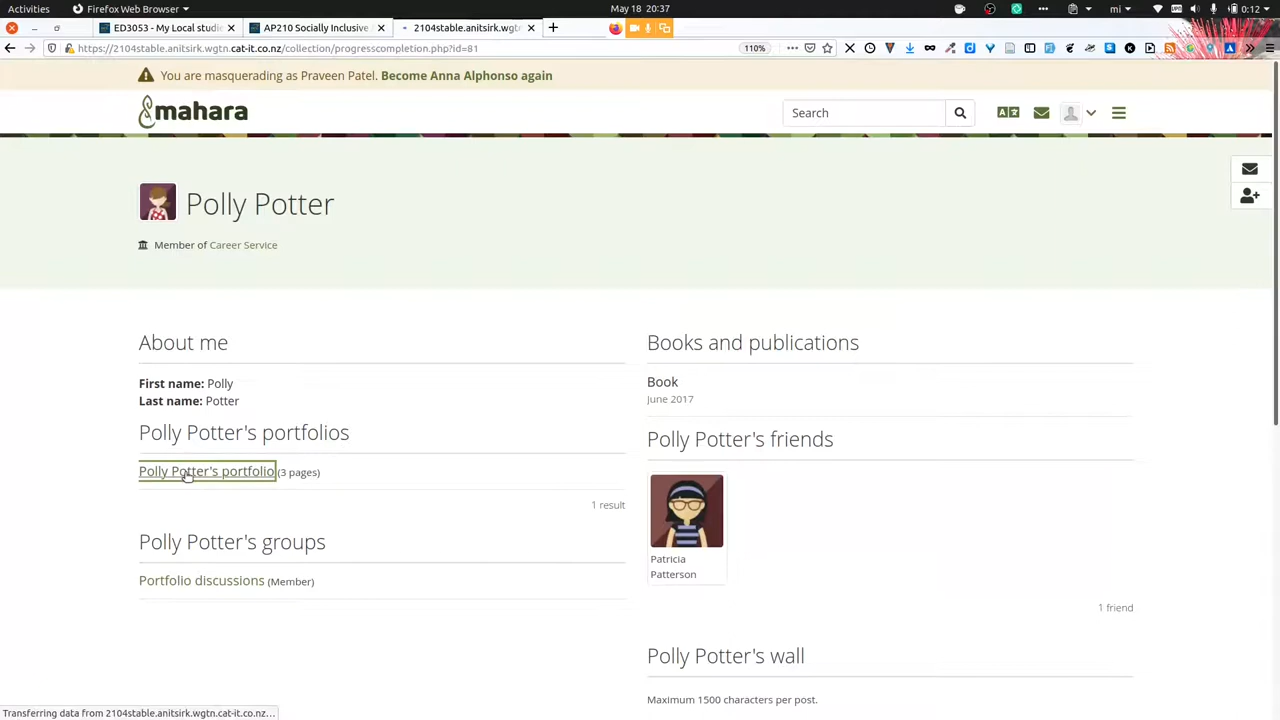 Activities
Firefox Web Browser
May 18 20:37
mi
0:12
ED3053 - My Local studi
AP210 Socially Inclusive
2104stable.anitsirk.wgtn.
https://2104stable.anitsirk.wgtn.cat-it.co.nz/collection/progresscompletion.php?id=81
110%
You are masquerading as Praveen Patel. Become Anna Alphonso again
mahara
Search
Polly Potter
Member of Career Service
About me
First name: Polly
Last name: Potter
Polly Potter's portfolios
Polly Potter's portfolio (3 pages)
1 result
Polly Potter's groups
Portfolio discussions (Member)
Books and publications
Book
June 2017
Polly Potter's friends
Patricia
Patterson
1 friend
Polly Potter's wall
Maximum 1500 characters per post.
Transferring data from 2104stable.anitsirk.wgtn.cat-it.co.nz...